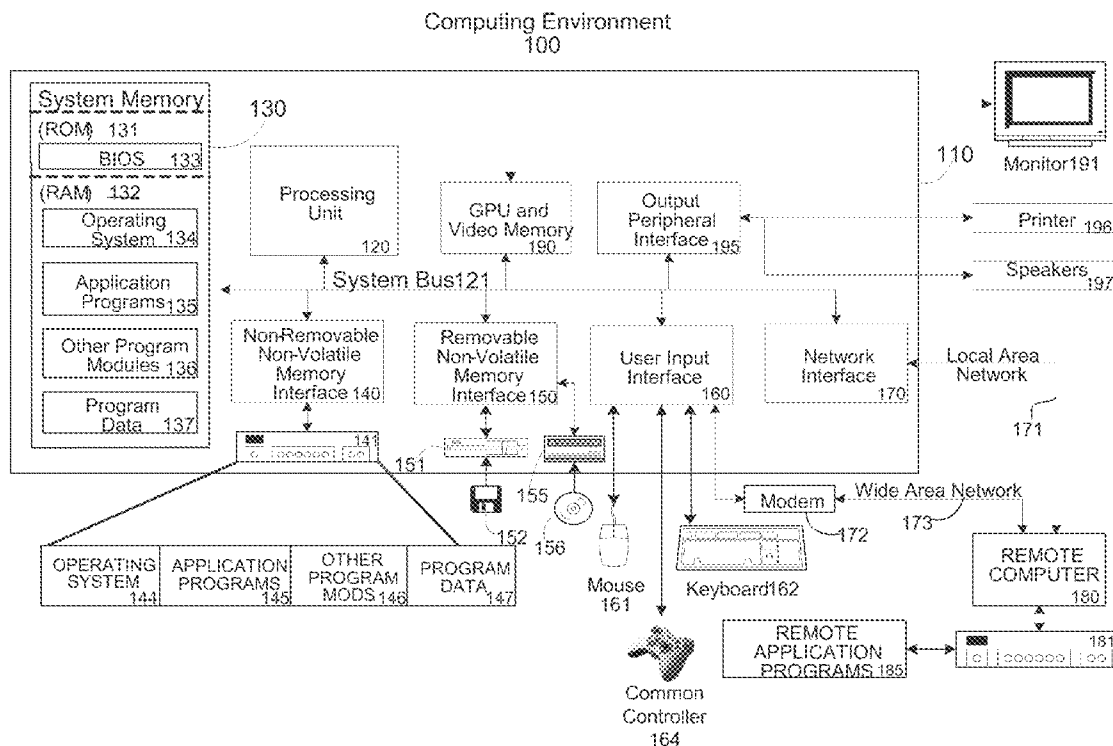 Computing Environment
100
System Memory
130
(ROM) 131
BIOS 133
(RAM) 132
Operating
System 134
Application
Programs 135
Other Program
Modules 136
Program
Data 137
Processing
Unit
120
GPU and
Video Memory
190
Output
Peripheral
Interface 195
110
Monitor191
Printer 196
Speakers 197
System Bus121
Non-Removable
Non-Volatile
Memory
Interface 140
Removable
Non-Volatile
Memory
Interface 150
User Input
Interface
160
Network
Interface
170
Local Area
Network
171
141
151
152
155
156
Modem
172
Wide Area Network
173
OPERATING
SYSTEM 144
APPLICATION
PROGRAMS 145
OTHER
PROGRAM
MODS 146
PROGRAM
DATA 147
Mouse
161
Keyboard162
REMOTE
COMPUTER
180
Common
Controller
164
REMOTE
APPLICATION
PROGRAMS 185
181